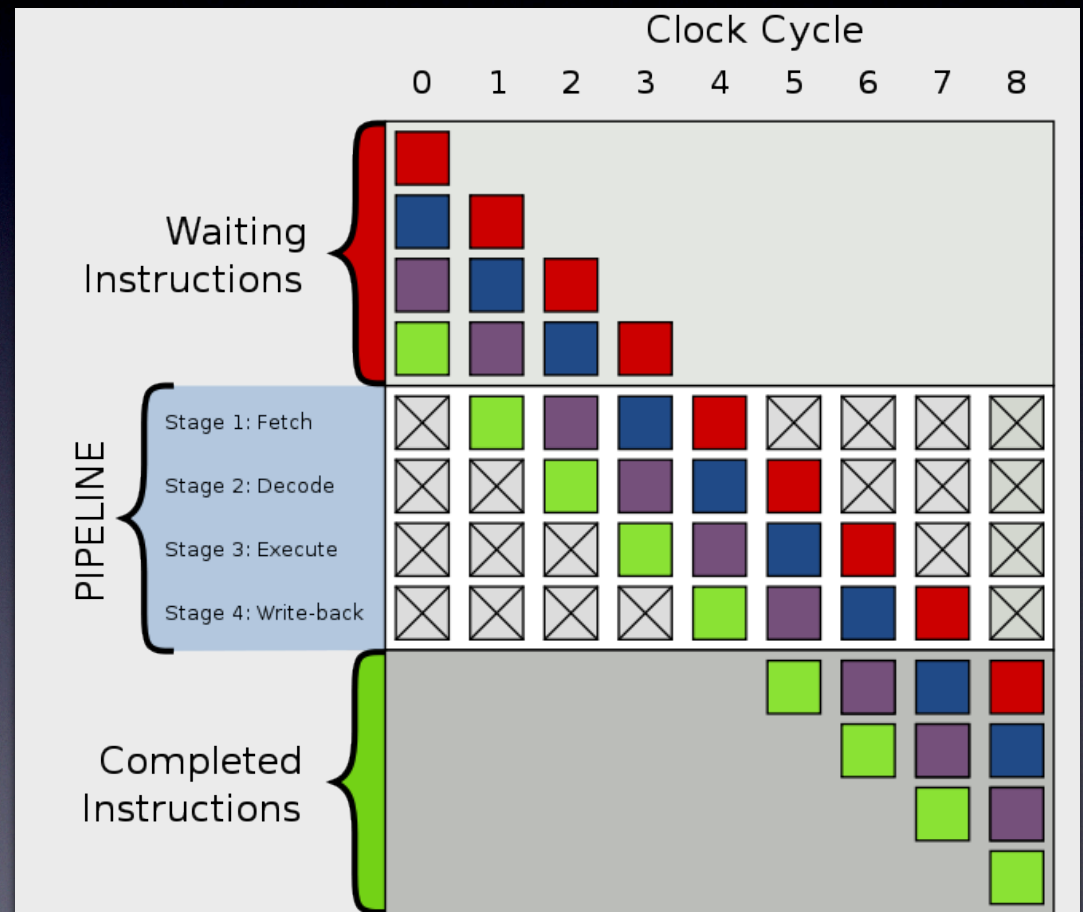 Clock Cycle
0 1 2 3 4 5 6 7 8
Waiting
Instructions
PIPELINE
Stage 1: Fetch
Stage 2: Decode
Stage 3: Execute
Stage 4: Write-back
Completed
Instructions